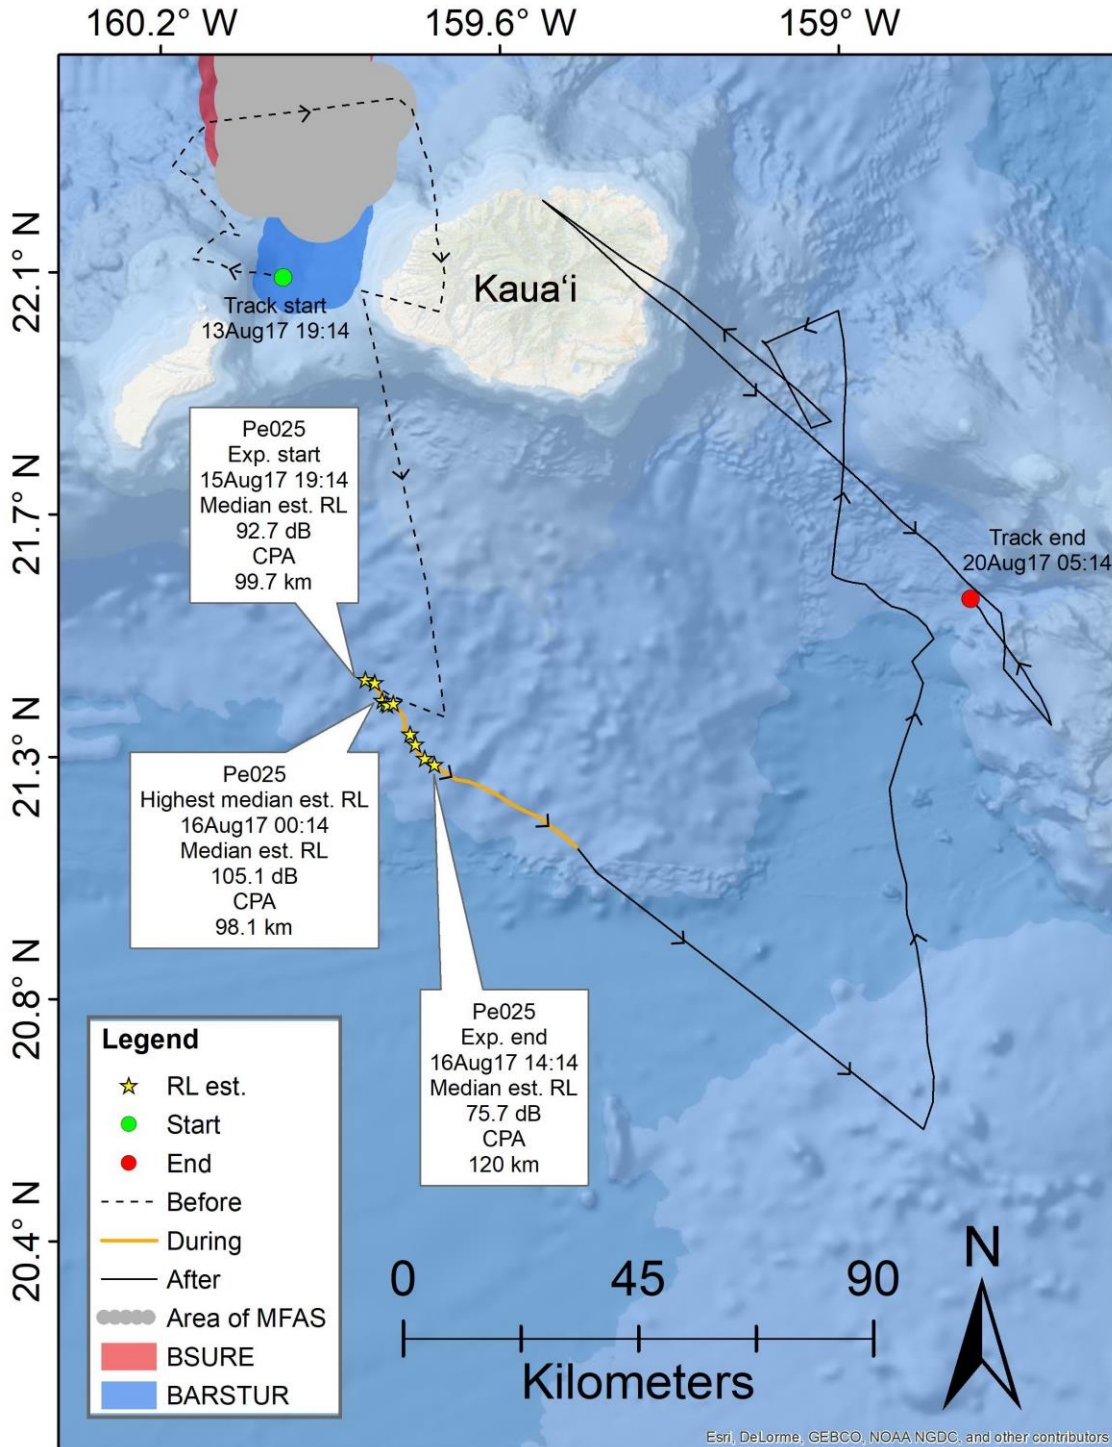 160.2° W
159.6° W
159° W
22.1° N
21.7° N
21.3° N
20.8° N
20.4° N
Kaua‘i
Track start
13Aug17 19:14
Pe025
Exp. start
15Aug17 19:14
Median est. RL
92.7 dB
CPA
99.7 km
Track end
20Aug17 05:14
Pe025
Highest median est. RL
16Aug17 00:14
Median est. RL
105.1 dB
CPA
98.1 km
Pe025
Exp. end
16Aug17 14:14
Median est. RL
75.7 dB
CPA
120 km
Legend
RL est.
Start
End
Before
During
After
Area of MFAS
BSURE
BARSTUR
0
45
90
Kilometers
N
Esri, DeLorme, GEBCO, NOAA NGDC, and other contributors